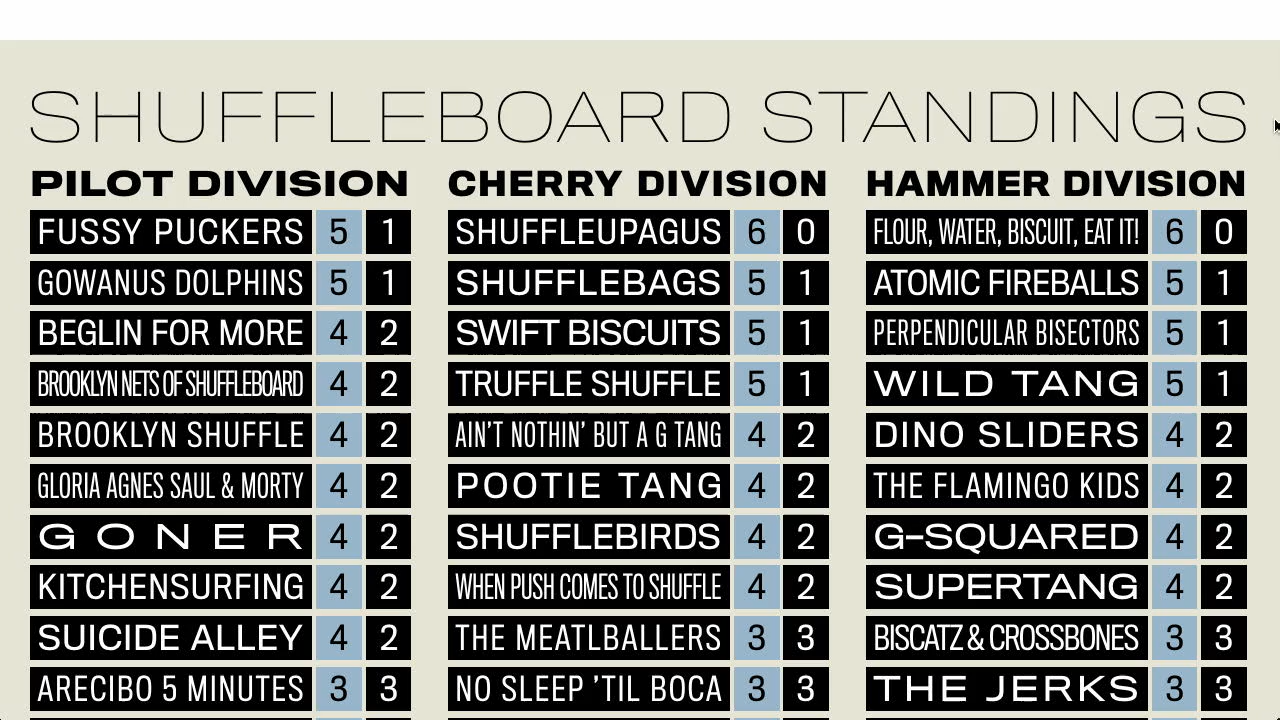 SHUFFLEBOARD STANDINGS
PILOT DIVISION
FUSSY PUCKERS 5 1
GOWANUS DOLPHINS 5 1
BEGLIN FOR MORE 4 2
BROOKLYN NETS OF SHUFFLEBOARD 4 2
BROOKLYN SHUFFLE 4 2
GLORIA AGNES SAUL & MORTY 4 2
GONER 4 2
KITCHENSURFING 4 2
SUICIDE ALLEY 4 2
ARECIBO 5 MINUTES 3 3
CHERRY DIVISION
SHUFFLEUPAGUS 6 0
SHUFFLEBAGS 5 1
SWIFT BISCUITS 5 1
TRUFFLE SHUFFLE 5 1
AIN'T NOTHIN' BUT A G TANG 4 2
POOTIE TANG 4 2
SHUFFLEBIRDS 4 2
WHEN PUSH COMES TO SHUFFLE 4 2
THE MEATLBALLERS 3 3
NO SLEEP 'TIL BOCA 3 3
HAMMER DIVISION
FLOUR, WATER, BISCUIT, EAT IT! 6 0
ATOMIC FIREBALLS 5 1
PERPENDICULAR BISECTORS 5 1
WILD TANG 5 1
DINO SLIDERS 4 2
THE FLAMINGO KIDS 4 2
G-SQUARED 4 2
SUPERTANG 4 2
BISCATZ & CROSSBONES 3 3
THE JERKS 3 3